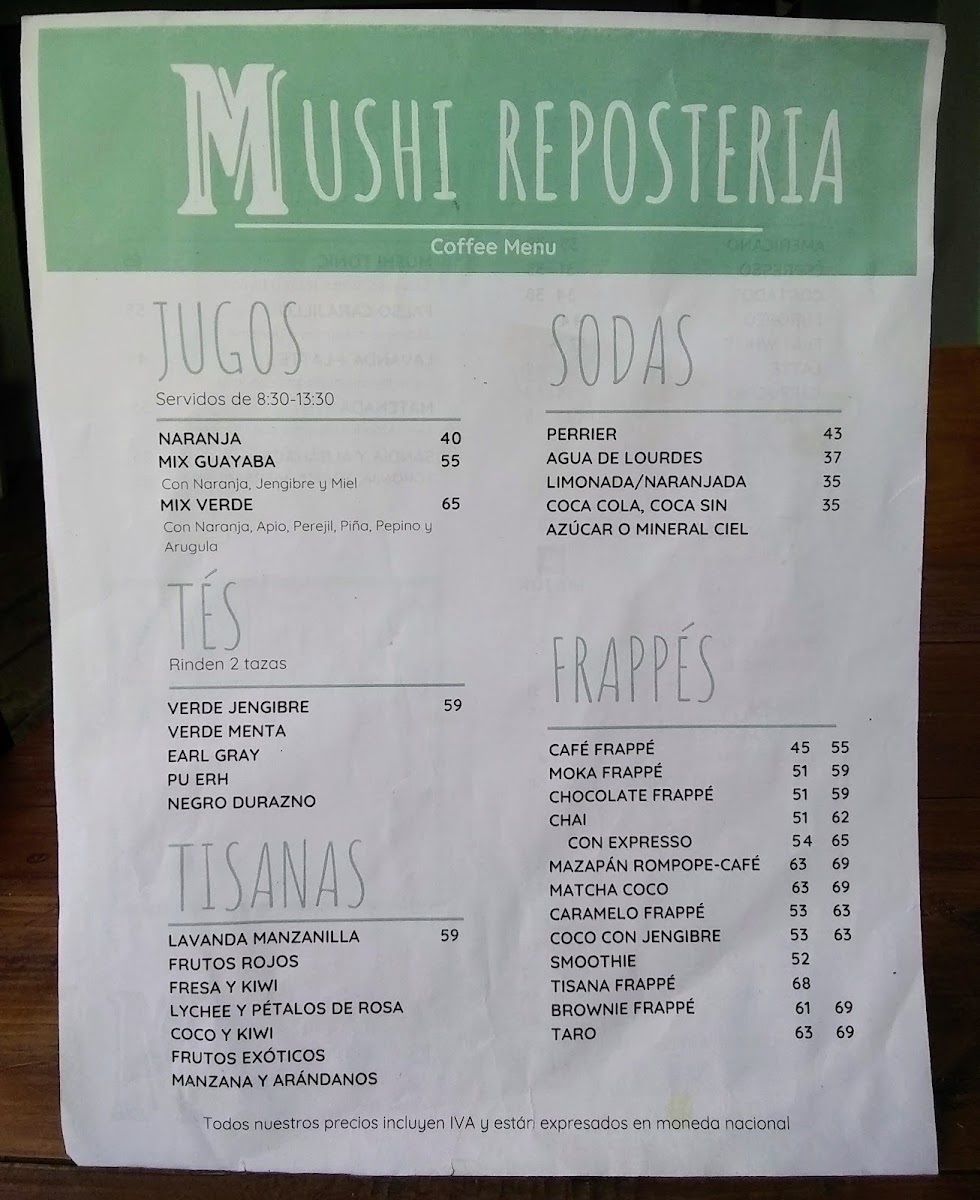 MUSHI REPOSTERIA
Coffee Menu
JUGOS
Servidos de 8:30-13:30
NARANJA 40
MIX GUAYABA 55
Con Naranja, Jengibre y Miel
MIX VERDE 65
Con Naranja, Apio, Perejil, Piña, Pepino y
Arugula
TÉS
Rinden 2 tazas
VERDE JENGIBRE 59
VERDE MENTA
EARL GRAY
PU ERH
NEGRO DURAZNO
TISANAS
LAVANDA MANZANILLA 59
FRUTOS ROJOS
FRESA Y KIWI
LYCHEE Y PÉTALOS DE ROSA
COCO Y KIWI
FRUTOS EXÓTICOS
MANZANA Y ARÁNDANOS
SODAS
PERRIER 43
AGUA DE LOURDES 37
LIMONADA/NARANJADA 35
COCA COLA, COCA SIN 35
AZÚCAR O MINERAL CIEL
FRAPPÉS
CAFÉ FRAPPÉ 45 55
MOKA FRAPPÉ 51 59
CHOCOLATE FRAPPÉ 51 59
CHAI 51 62
CON EXPRESSO 54 65
MAZAPÁN ROMPOPE-CAFÉ 63 69
MATCHA COCO 63 69
CARAMELO FRAPPÉ 53 63
COCO CON JENGIBRE 53 63
SMOOTHIE 52
TISANA FRAPPÉ 68
BROWNIE FRAPPÉ 61 69
TARO 63 69
Todos nuestros precios incluyen IVA y están expresados en moneda nacional